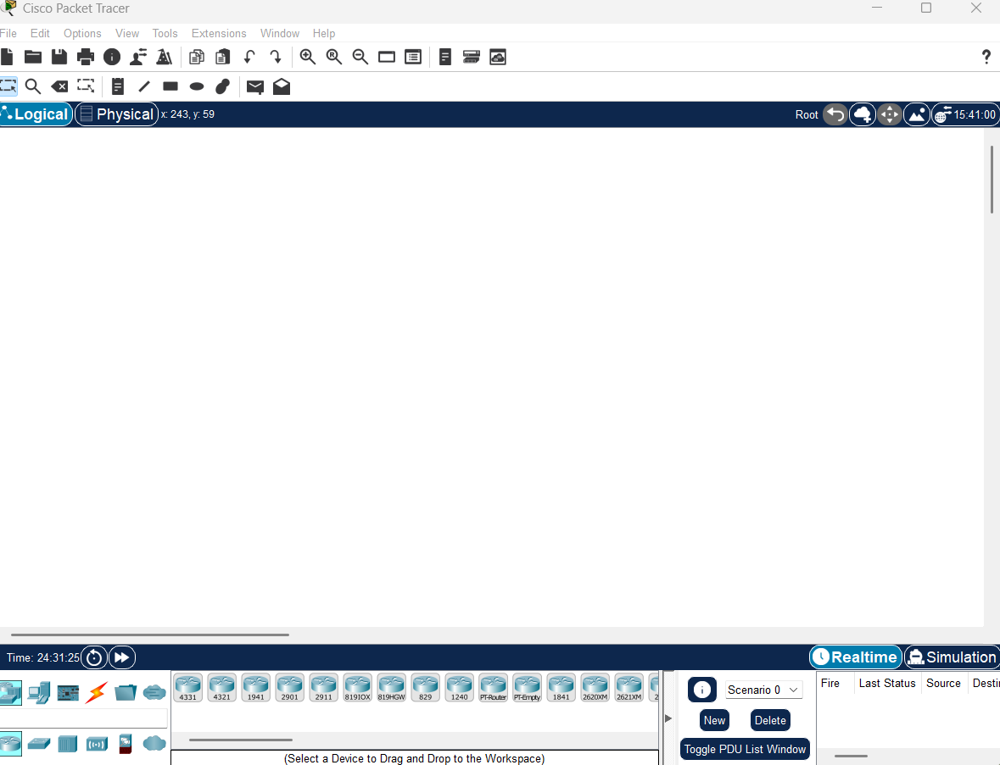 Cisco Packet Tracer
File Edit Options View Tools Extensions Window Help
?
Logical Physical x: 243, y: 59 Root 15:41:00
Time: 24:31:25 Realtime Simulation
4331 4321 1941 2901 2911 819IOX 819HGW 829 1240 PT-Router PT-Empty 1841 2620XM 2621XM 2
Scenario 0
Fire Last Status Source Destin
New Delete
Toggle PDU List Window
(Select a Device to Drag and Drop to the Workspace)